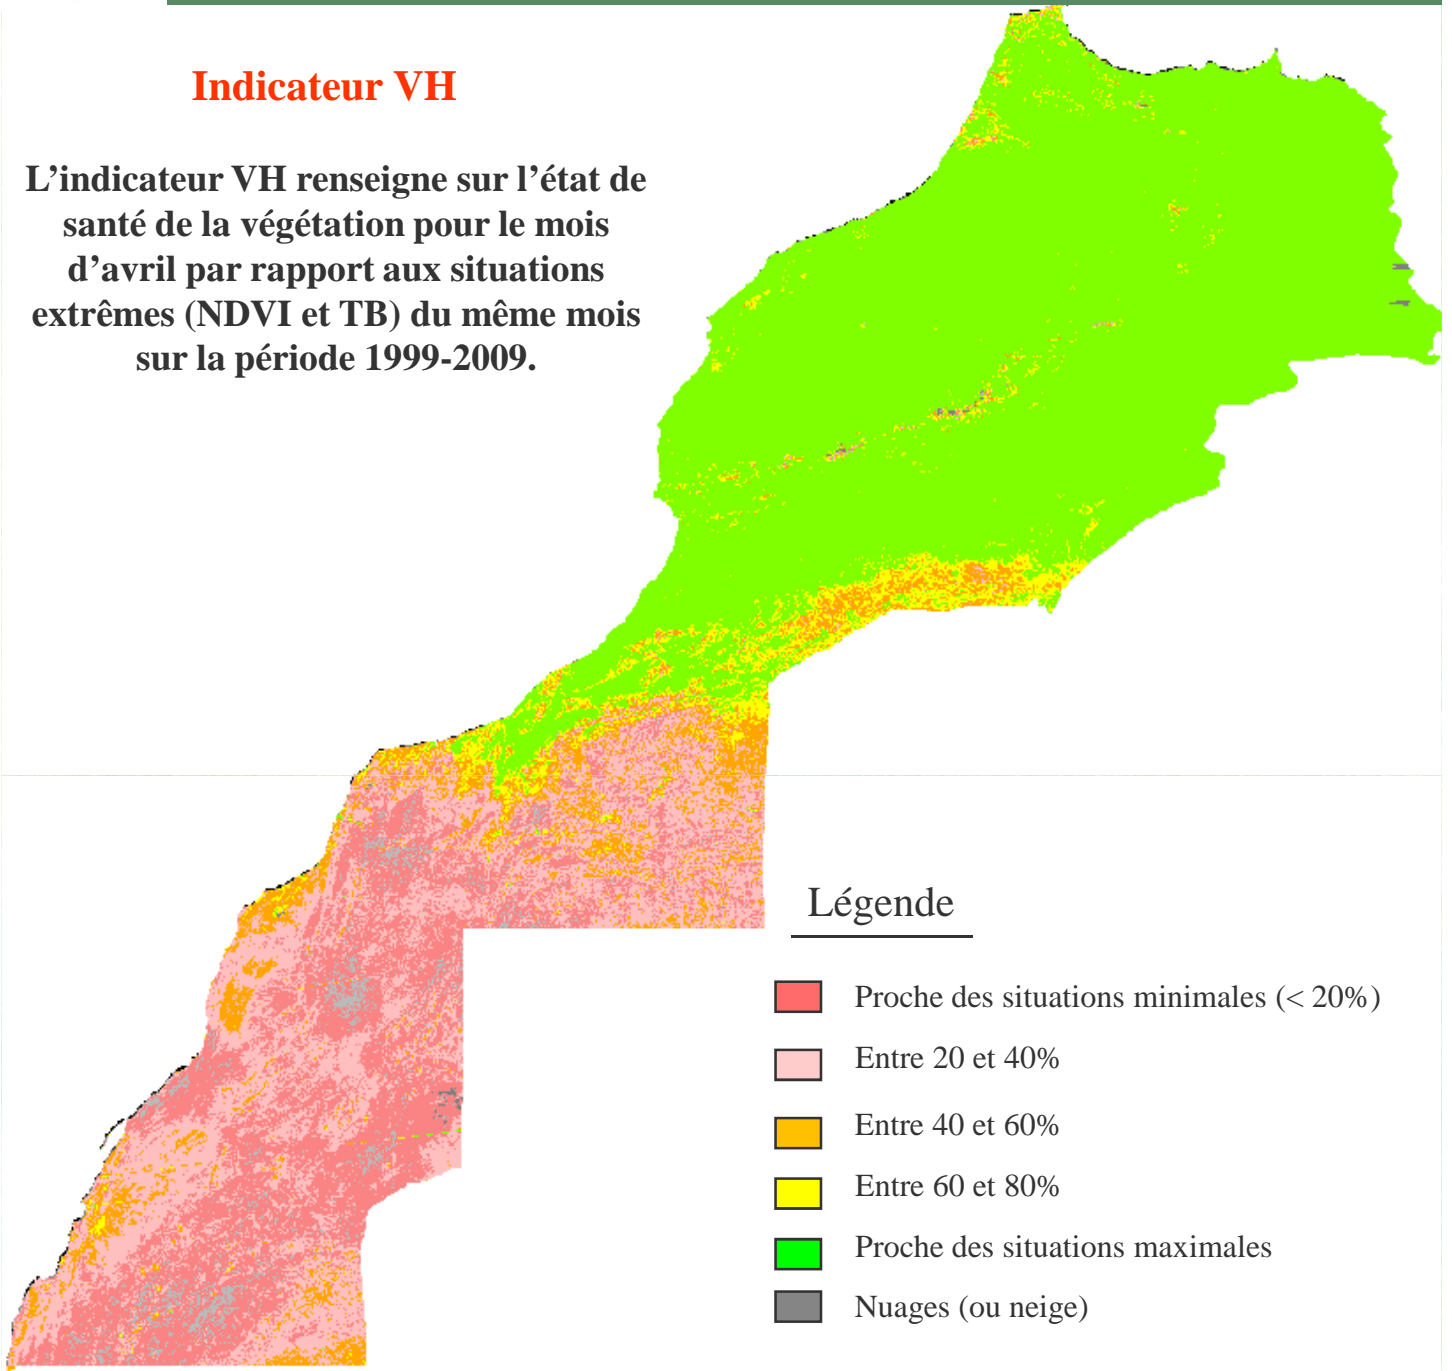 Indicateur VH
L’indicateur VH renseigne sur l’état de
santé de la végétation pour le mois
d’avril par rapport aux situations
extrêmes (NDVI et TB) du même mois
sur la période 1999-2009.
Légende
Proche des situations minimales (< 20%)
Entre 20 et 40%
Entre 40 et 60%
Entre 60 et 80%
Proche des situations maximales
Nuages (ou neige)